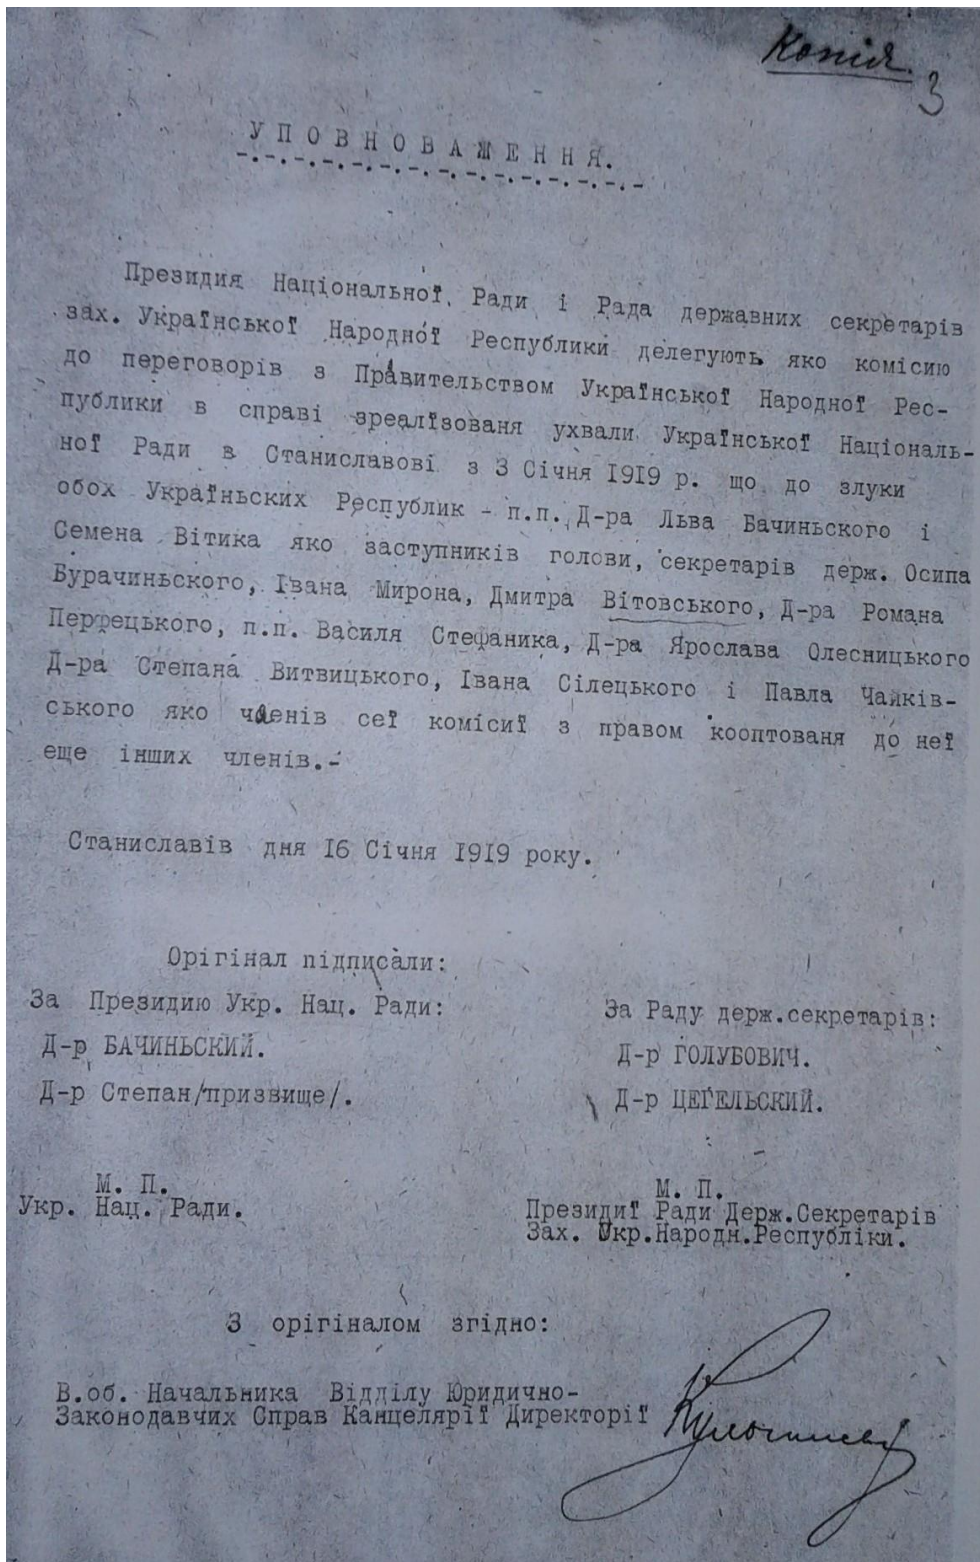 Копія.
3
УПОВНОВАЖЕННЯ.
Президия Національної Ради і Рада державних секретарів
зах. Української Народної Республики делегують яко комісию
до переговорів з Правительством Української Народної Рес-
публики в справі зреалїзованя ухвали Української Національ-
ної Ради в Станиславові з 3 Січня 1919 р. що до злуки
обох Украіньских Республик - п.п. Д-ра Льва Бачиньского і
Семена Вітика яко заступників голови, секретарів держ. Осипа
Бурачиньского, Івана Мирона, Дмитра Вітовського, Д-ра Романа
Перфецького, п.п. Василя Стефаника, Д-ра Ярослава Олесницького
Д-ра Степана Витвицького, Івана Сілецького і Павла Чайків-
ського яко членів сеї комісиї з правом кооптованя до неї
еще інших членів.-
Станиславів дня 16 Січня 1919 року.
Орігінал підписали:
За Президию Укр. Нац. Ради:
За Раду держ.секретарів:
Д-р БАЧИНЬСКИЙ.
Д-р ГОЛУБОВИЧ.
Д-р Степан/призвище/.
Д-р ЦЕГЕЛЬСКИЙ.
М. П.
Укр. Нац. Ради.
М. П.
Президиї Ради Держ.Секретарів
Зах. Укр.Народн.Республіки.
З орігіналом згідно:
В.об. Начальника Відділу Юридично-
Законодавчих Справ Канцелярії Директорії